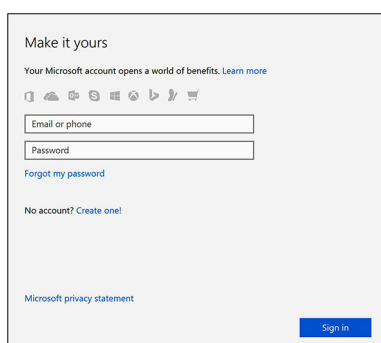 Make it yours
Your Microsoft account opens a world of benefits. Learn more
Email or phone
Password
Forgot my password
No account? Create one!
Microsoft privacy statement
Sign in